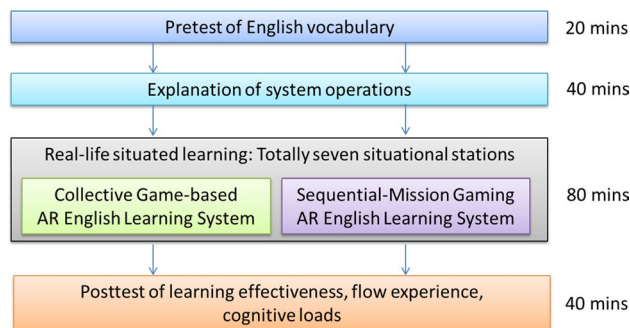 Pretest of English vocabulary
20 mins
Explanation of system operations
40 mins
Real-life situated learning: Totally seven situational stations
Collective Game-based
AR English Learning System
Sequential-Mission Gaming
AR English Learning System
80 mins
Posttest of learning effectiveness, flow experience,
cognitive loads
40 mins